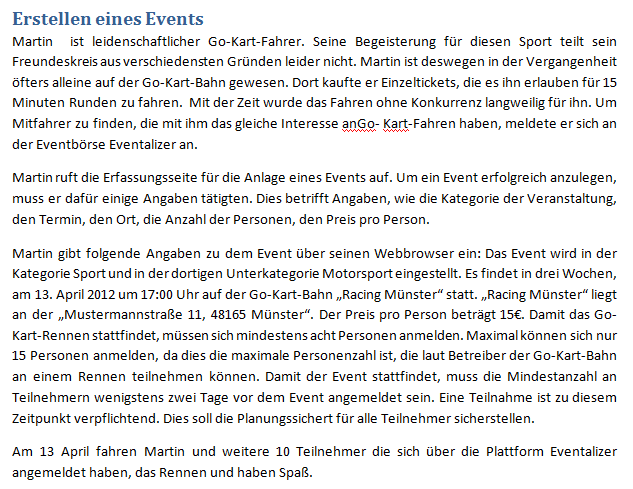 Erstellen eines Events
Martin ist leidenschaftlicher Go-Kart-Fahrer. Seine Begeisterung für diesen Sport teilt sein
Freundeskreis aus verschiedensten Gründen leider nicht. Martin ist deswegen in der Vergangenheit
öfters alleine auf der Go-Kart-Bahn gewesen. Dort kaufte er Einzeltickets, die es ihn erlauben für 15
Minuten Runden zu fahren. Mit der Zeit wurde das Fahren ohne Konkurrenz langweilig für ihn. Um
Mitfahrer zu finden, die mit ihm das gleiche Interesse anGo- Kart-Fahren haben, meldete er sich an
der Eventbörse Eventalizer an.
Martin ruft die Erfassungsseite für die Anlage eines Events auf. Um ein Event erfolgreich anzulegen,
muss er dafür einige Angaben tätigten. Dies betrifft Angaben, wie die Kategorie der Veranstaltung,
den Termin, den Ort, die Anzahl der Personen, den Preis pro Person.
Martin gibt folgende Angaben zu dem Event über seinen Webbrowser ein: Das Event wird in der
Kategorie Sport und in der dortigen Unterkategorie Motorsport eingestellt. Es findet in drei Wochen,
am 13. April 2012 um 17:00 Uhr auf der Go-Kart-Bahn „Racing Münster“ statt. „Racing Münster“ liegt
an der „Mustermannstraße 11, 48165 Münster“. Der Preis pro Person beträgt 15€. Damit das Go-
Kart-Rennen stattfindet, müssen sich mindestens acht Personen anmelden. Maximal können sich nur
15 Personen anmelden, da dies die maximale Personenzahl ist, die laut Betreiber der Go-Kart-Bahn
an einem Rennen teilnehmen können. Damit der Event stattfindet, muss die Mindestanzahl an
Teilnehmern wenigstens zwei Tage vor dem Event angemeldet sein. Eine Teilnahme ist zu diesem
Zeitpunkt verpflichtend. Dies soll die Planungssichert für alle Teilnehmer sicherstellen.
Am 13 April fahren Martin und weitere 10 Teilnehmer die sich über die Plattform Eventalizer
angemeldet haben, das Rennen und haben Spaß.